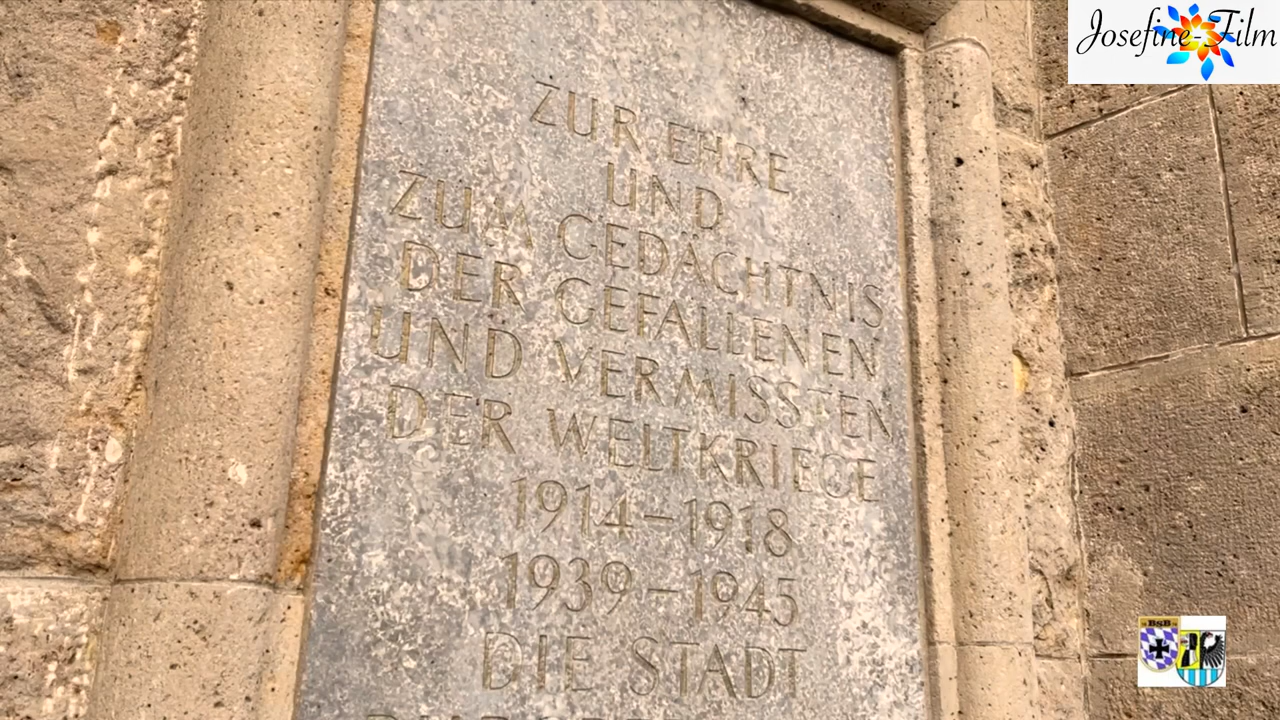 Josefine-Film
ZUR EHRE
UND
ZUM GEDÄCHTNIS
DER GEFALLENEN
UND VERMISSTEN
DER WELTKRIEGE
1914-1918
1939-1945
DIE STADT
BSB